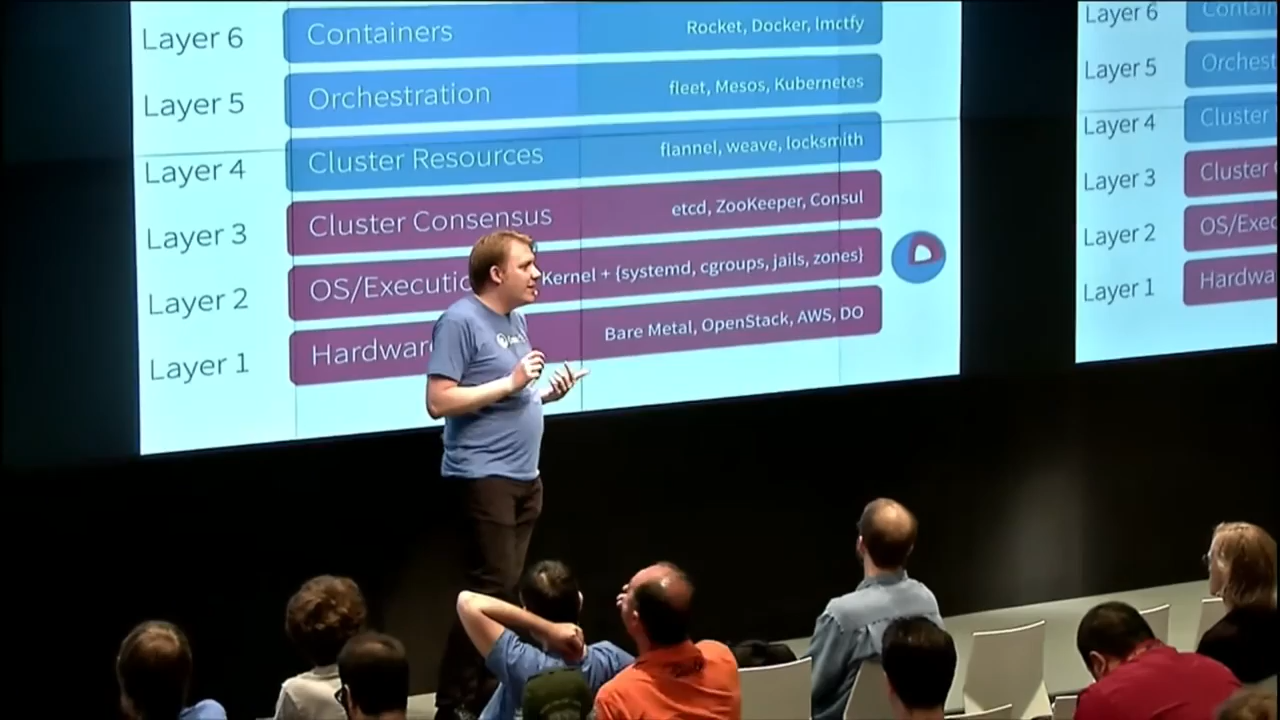 Layer 6 Containers Rocket, Docker, lmctfy
Layer 5 Orchestration fleet, Mesos, Kubernetes
Layer 4 Cluster Resources flannel, weave, locksmith
Layer 3 Cluster Consensus etcd, ZooKeeper, Consul
Layer 2 OS/Executio Kernel + {systemd, cgroups, jails, zones}
Layer 1 Hardware Bare Metal, OpenStack, AWS, DO
Layer 6 Contain
Layer 5 Orchest
Layer 4 Cluster
Layer 3 Cluster
Layer 2 OS/Exec
Layer 1 Hardwa